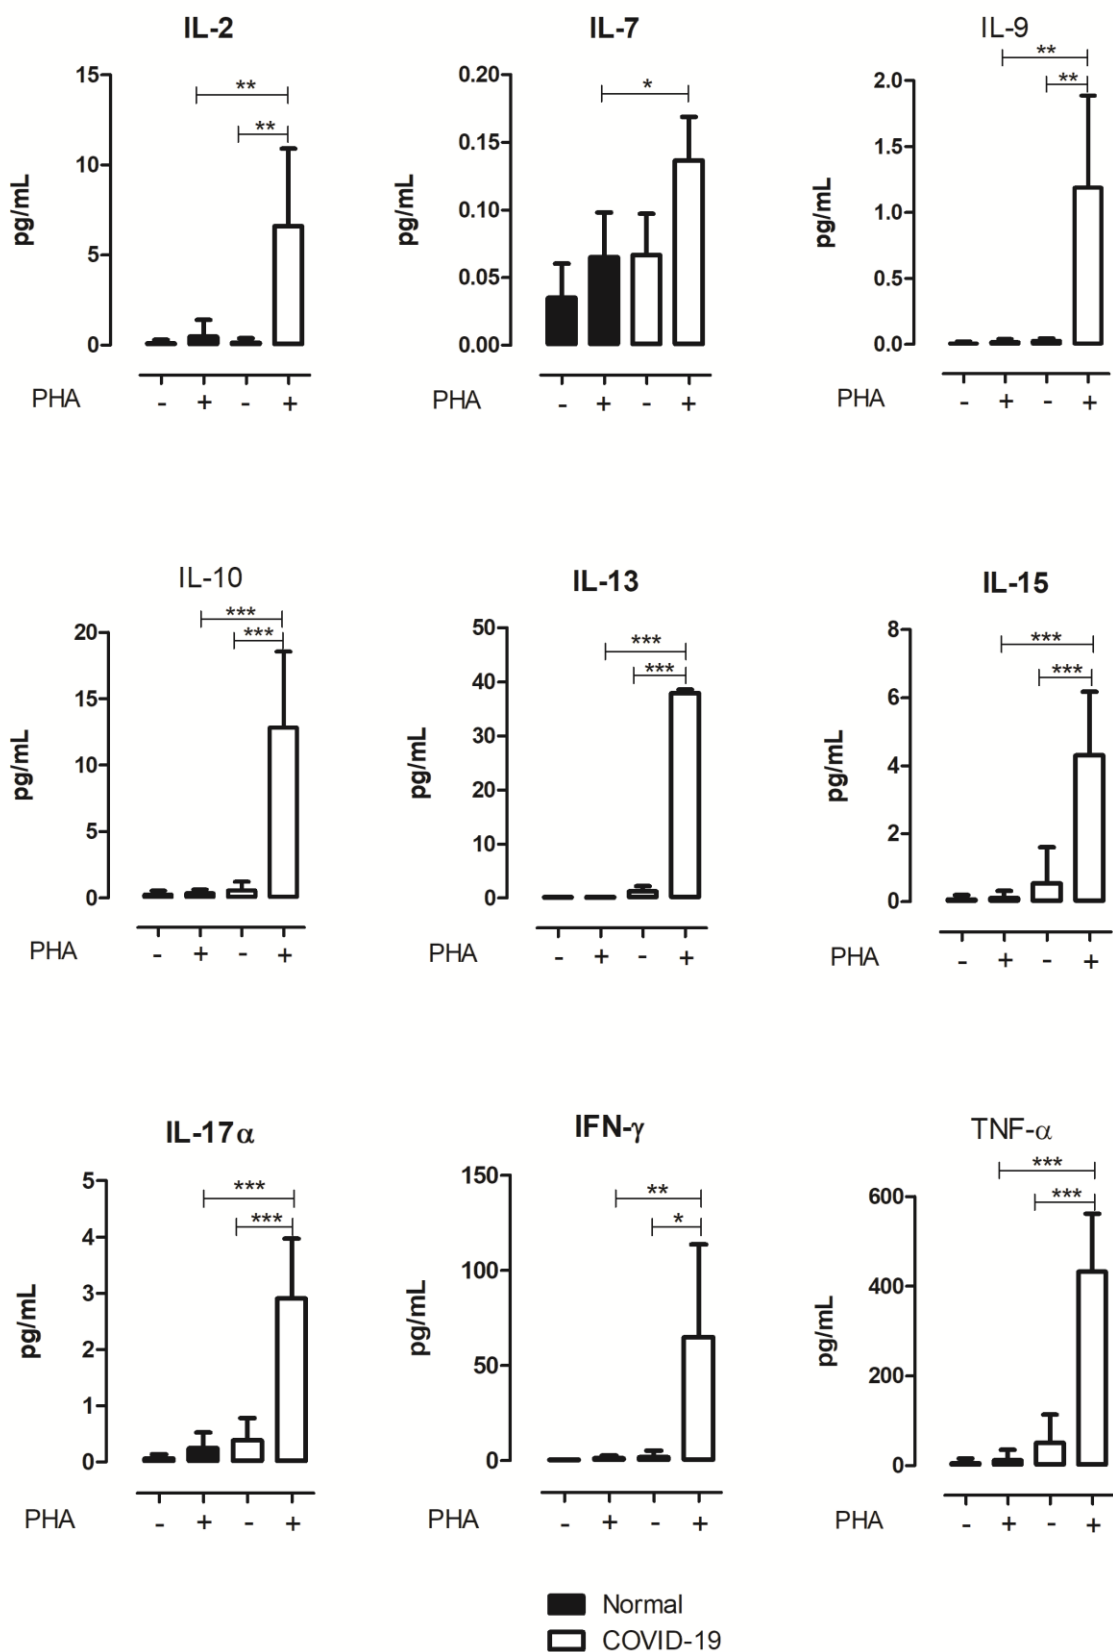 IL-2
**
**
15
10
5
0
pg/mL
PHA - + - +
IL-7
*
0.20
0.15
0.10
0.05
0.00
pg/mL
PHA - + - +
IL-9
**
**
2.0
1.5
1.0
0.5
0.0
pg/mL
PHA - + - +
IL-10
***
***
20
15
10
5
0
pg/mL
PHA - + - +
IL-13
***
***
50
40
30
20
10
0
pg/mL
PHA - + - +
IL-15
***
***
8
6
4
2
0
pg/mL
PHA - + - +
IL-17α
***
***
5
4
3
2
1
0
pg/mL
PHA - + - +
IFN-γ
**
*
150
100
50
0
pg/mL
PHA - + - +
TNF-α
***
***
600
400
200
0
pg/mL
PHA - + - +
Normal
COVID-19